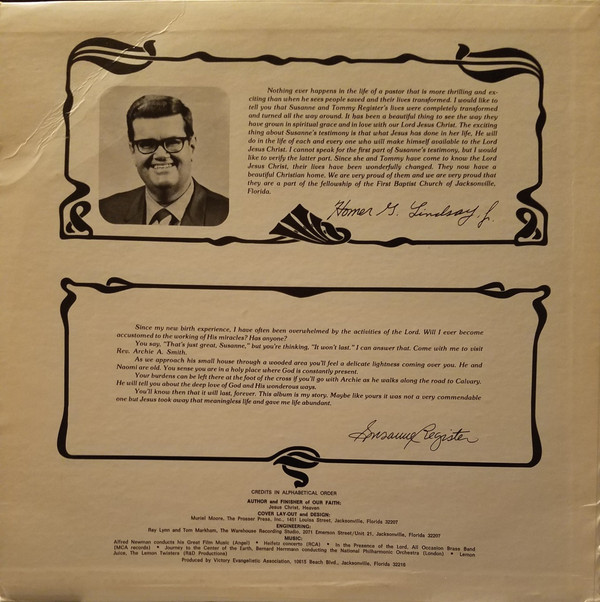 Nothing ever happens in the life of a pastor that is more thrilling and ex-
citing than when he sees people saved and their lives transformed. I would like to
tell you that Susanne and Tommy Register's lives were completely transformed
and turned all the way around. It has been a beautiful thing to see the way they
have grown in spiritual grace and in love with our Lord Jesus Christ. The exciting
thing about Susanne's testimony is that what Jesus has done in her life, He will
do in the life of each and every one who will make himself available to the Lord
Jesus Christ. I cannot speak for the first part of Susanne's testimony, but I would
like to verify the latter part. Since she and Tommy have come to know the Lord
Jesus Christ, their lives have been wonderfully changed. They now have a
beautiful Christian home. We are very proud of them and we are very proud that
they are a part of the fellowship of the First Baptist Church of Jacksonville,
Florida.
Homer G. Lindsay, Jr.
Since my new birth experience, I have often been overwhelmed by the activities of the Lord. Will I ever become
accustomed to the working of His miracles? Has anyone?
You say, "That's just great, Susanne," but you're thinking, "It won't last." I can answer that. Come with me to visit
Rev. Archie A. Smith.
As we approach his small house through a wooded area you'll feel a delicate lightness coming over you. He and
Naomi are old. You sense you are in a holy place where God is constantly present.
Your burdens can be left there at the foot of the cross if you'll go with Archie as he walks along the road to Calvary.
He will tell you about the deep love of God and His wonderous ways.
You'll know then that it will last, forever. This album is my story. Maybe like yours it was not a very commendable
one but Jesus took away that meaningless life and gave me life abundant.
Susanne Register
CREDITS IN ALPHABETICAL ORDER
AUTHOR and FINISHER of OUR FAITH:
Jesus Christ, Heaven
COVER LAY-OUT and DESIGN:
Muriel Moore, The Prosser Press, Inc., 1401 Louisa Street, Jacksonville, Florida 32207
ENGINEERING:
Ray Lynn and Tom Markham, The Warehouse Recording Studio, 2071 Emerson Street/Unit 21, Jacksonville, Florida 32207
MUSIC:
Alfred Newman conducts his Great Film Music (Angel) • Heifetz concerto (RCA) • In the Presence of the Lord, All Occasion Brass Band
(MCA records) • Journey to the Center of the Earth, Bernard Herrmann conducting the National Philharmonic Orchestra (London) • Lemon
Juice, The Lemon Twisters (R&D Productions)
Produced by Victory Evangelistic Association, 10613 Beach Blvd., Jacksonville, Florida 32216